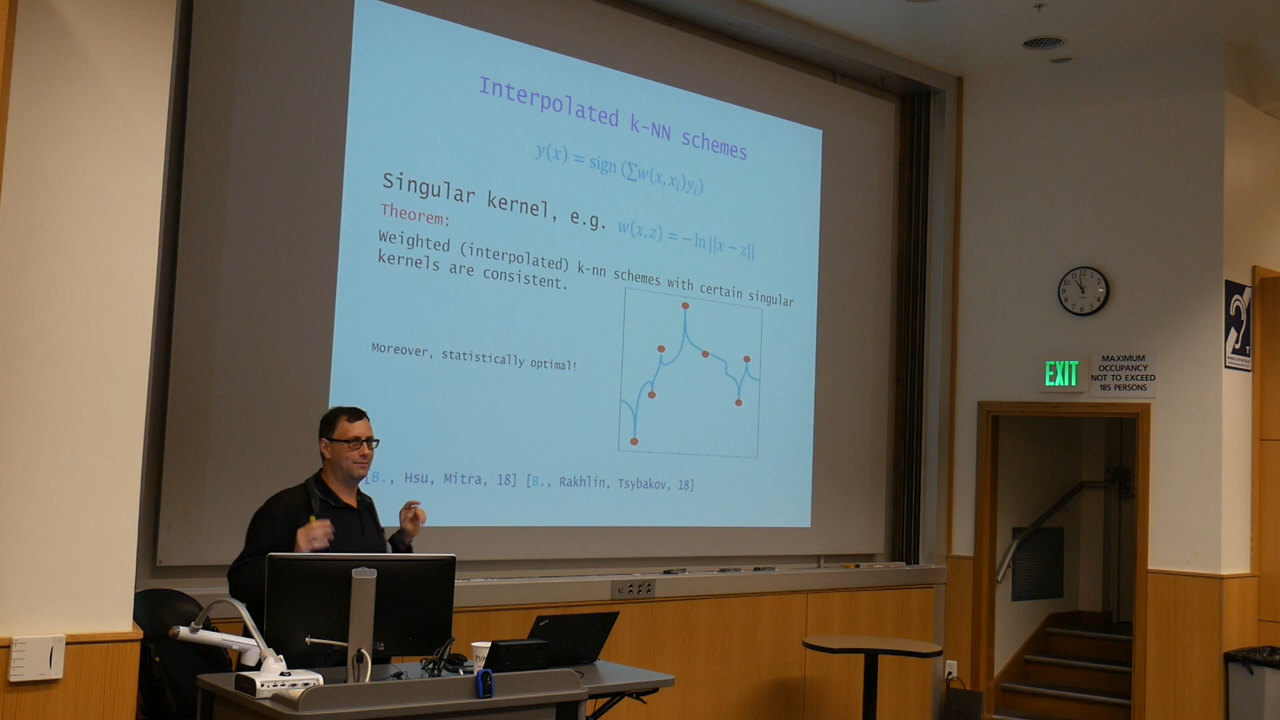 Interpolated k-NN schemes
y(x) = sign (∑w(x,xᵢ)yᵢ)
Singular kernel, e.g. w(x,z) = −ln||x − z||
Theorem:
Weighted (interpolated) k-nn schemes with certain singular
kernels are consistent.
Moreover, statistically optimal!
[B., Hsu, Mitra, 18] [B., Rakhlin, Tsybakov, 18]
EXIT
MAXIMUM
OCCUPANCY
NOT TO EXCEED
185 PERSONS